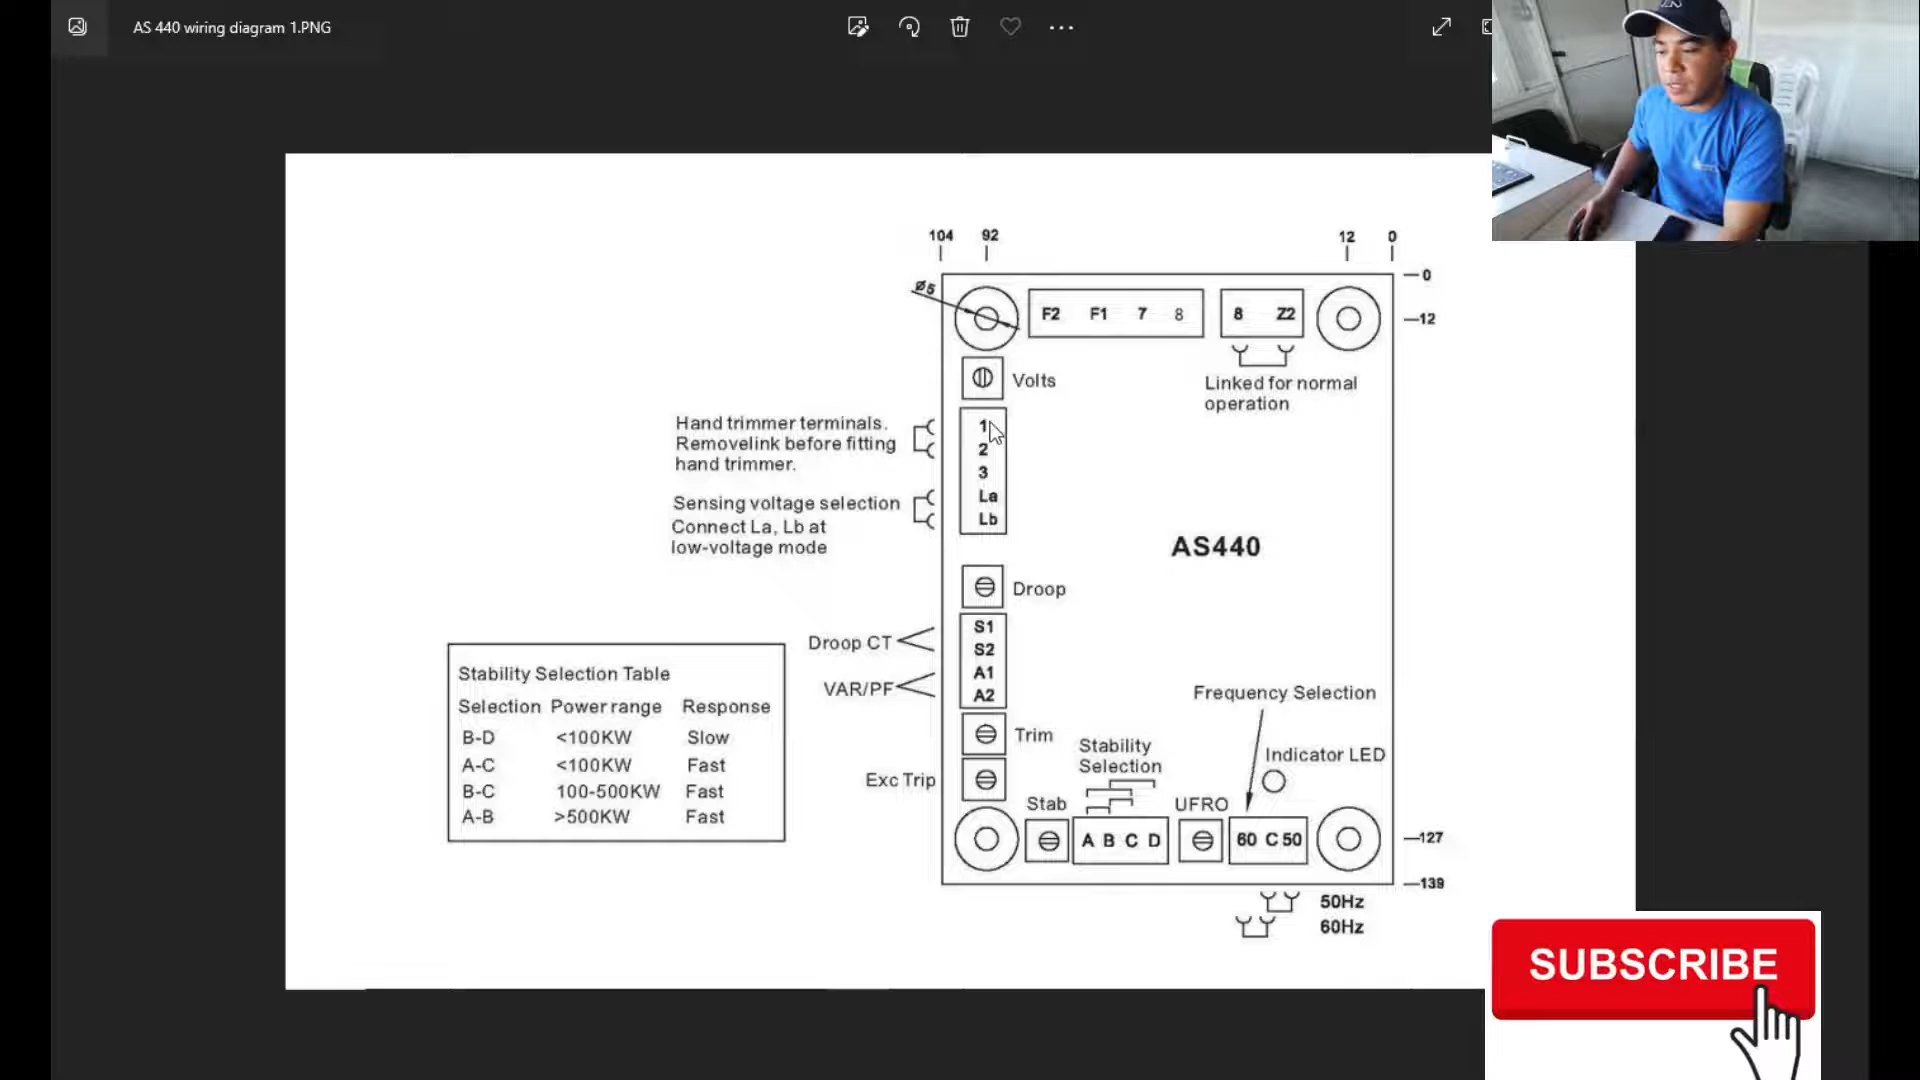 AS 440 wiring diagram 1.PNG
104 92 12 0
0
Ø5
F2 F1 7 8 8 Z2
12
Volts
Linked for normal
operation
Hand trimmer terminals.
Removelink before fitting
hand trimmer.
1
2
3
La
Lb
Sensing voltage selection
Connect La, Lb at
low-voltage mode
AS440
Droop
Droop CT
VAR/PF
S1
S2
A1
A2
Stability Selection Table
Selection Power range Response
B-D <100KW Slow
A-C <100KW Fast
B-C 100-500KW Fast
A-B >500KW Fast
Frequency Selection
Trim
Stability
Selection
Indicator LED
Exc Trip
Stab
UFRO
A B C D
60 C 50
127
139
50Hz
60Hz
SUBSCRIBE